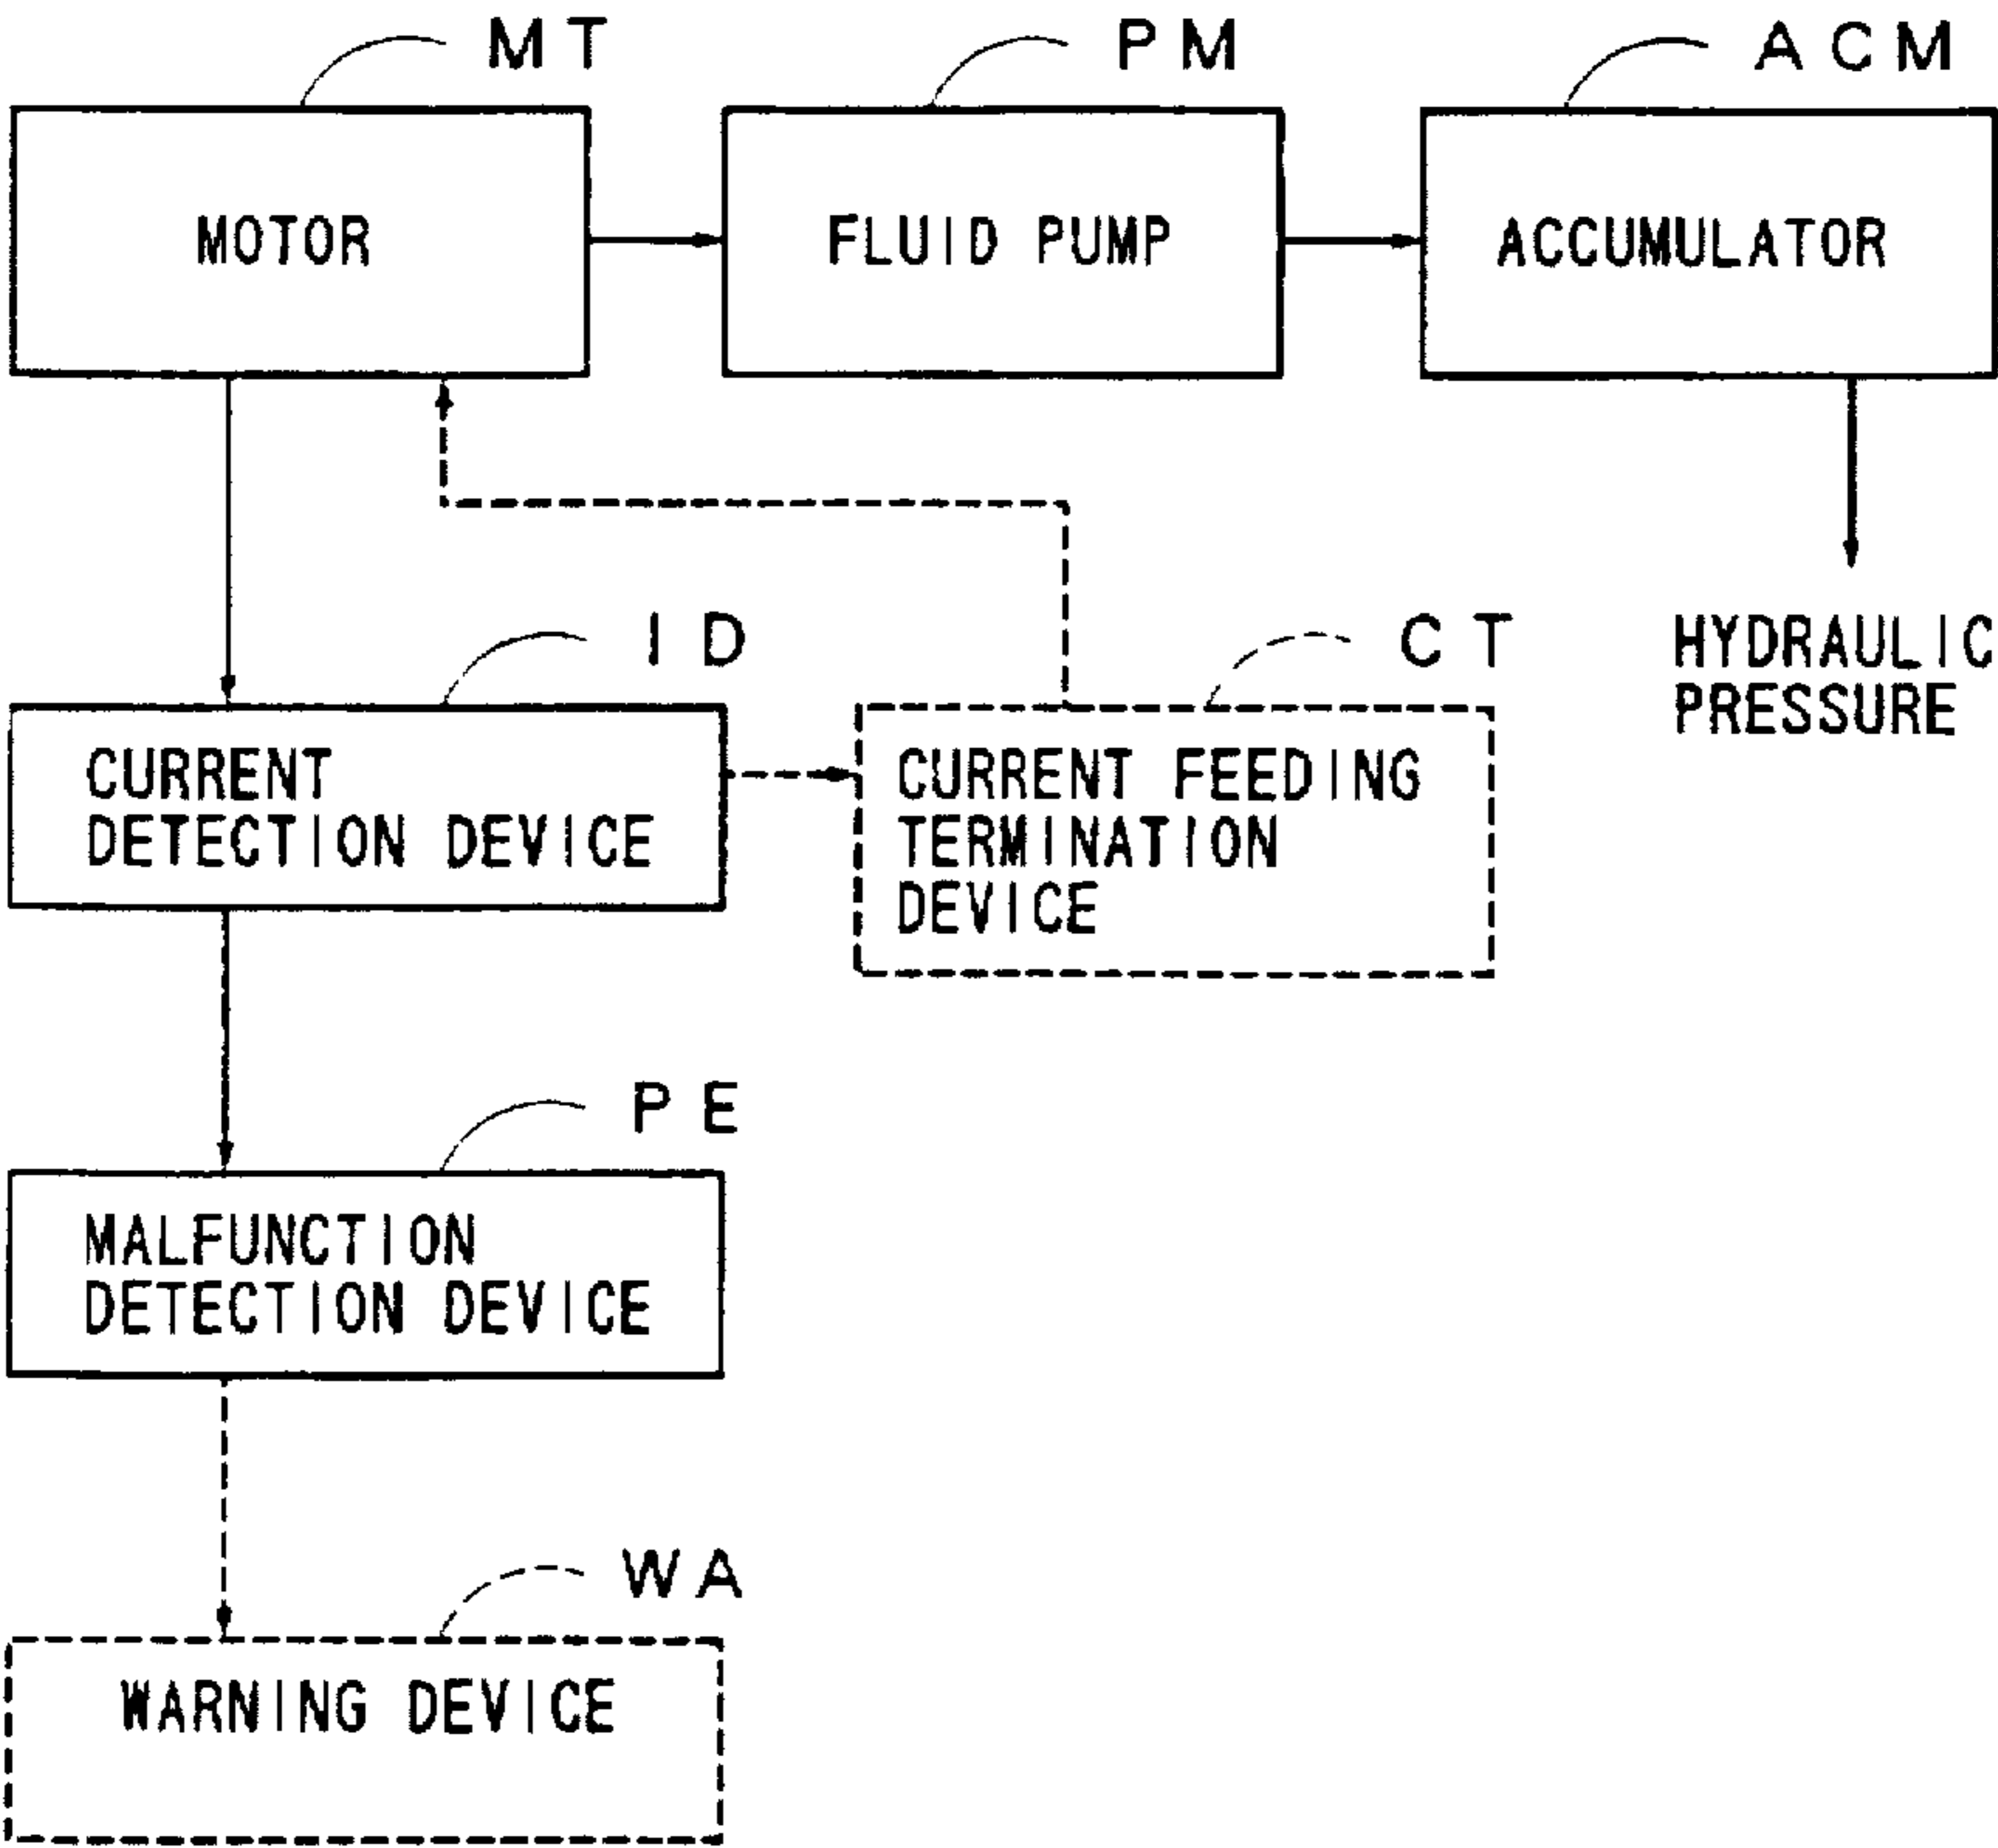 MT
PM
ACM
MOTOR
FLUID PUMP
ACCUMULATOR
ID
CT
HYDRAULIC
PRESSURE
CURRENT
DETECTION DEVICE
CURRENT FEEDING
TERMINATION
DEVICE
PE
MALFUNCTION
DETECTION DEVICE
WA
WARNING DEVICE